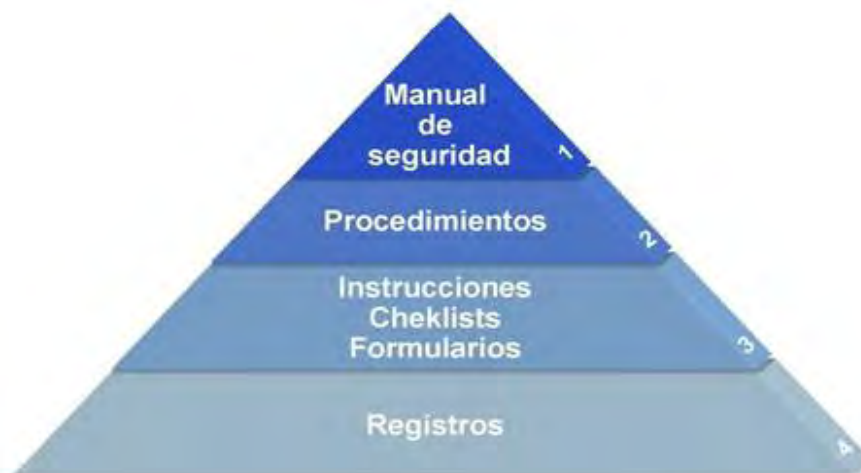 Manual
de
seguridad
1
Procedimientos
2
Instrucciones
Cheklists
Formularios
3
Registros
4